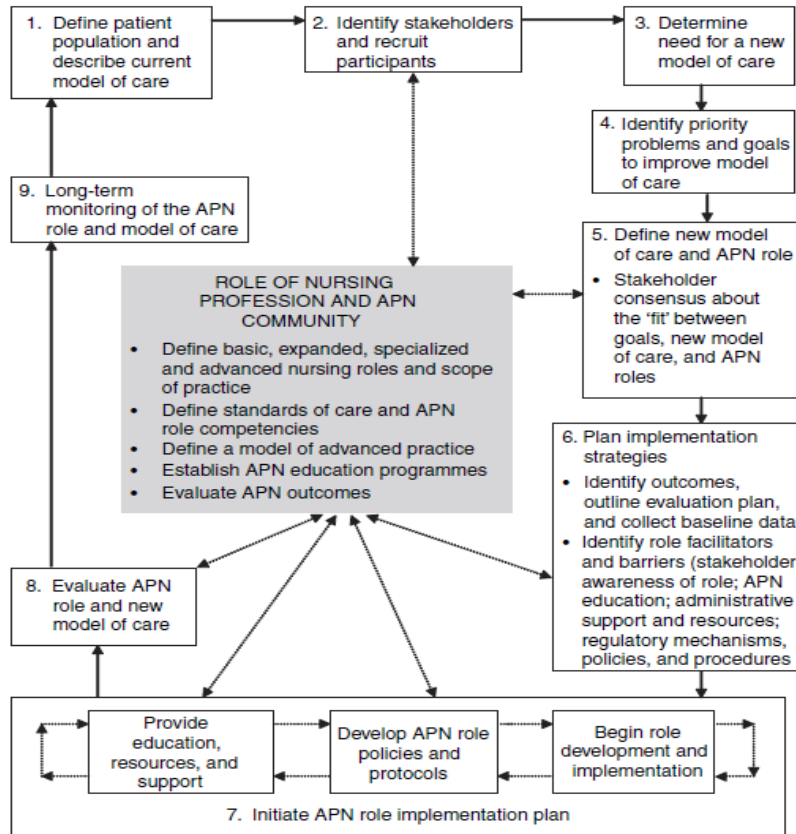 1. Define patient
population and
describe current
model of care
2. Identify stakeholders
and recruit
participants
3. Determine
need for a new
model of care
4. Identify priority
problems and goals
to improve model
of care
5. Define new model
of care and APN role
• Stakeholder
consensus about
the 'fit' between
goals, new model
of care, and APN
roles
6. Plan implementation
strategies
• Identify outcomes,
outline evaluation plan,
and collect baseline data
• Identify role facilitators
and barriers (stakeholder
awareness of role; APN
education; administrative
support and resources;
regulatory mechanisms,
policies, and procedures
Provide
education,
resources, and
support
Develop APN role
policies and
protocols
Begin role
development and
implementation
7. Initiate APN role implementation plan
8. Evaluate APN
role and new
model of care
9. Long-term
monitoring of the APN
role and model of care
ROLE OF NURSING
PROFESSION AND APN
COMMUNITY
• Define basic, expanded, specialized
and advanced nursing roles and scope
of practice
• Define standards of care and APN
role competencies
• Define a model of advanced practice
• Establish APN education programmes
• Evaluate APN outcomes